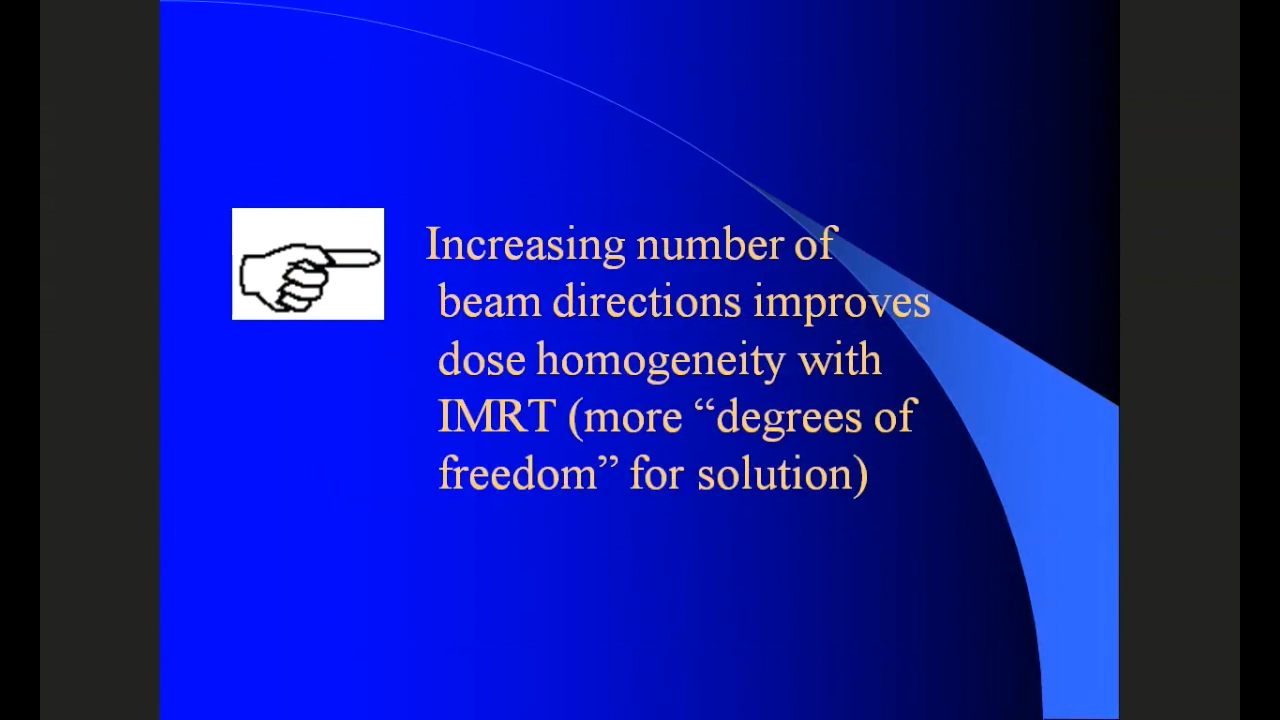 Increasing number of
beam directions improves
dose homogeneity with
IMRT (more “degrees of
freedom” for solution)